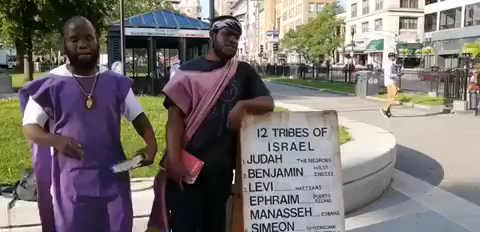 12 TRIBES OF
ISRAEL
JUDAH THE NEGROES
BENJAMIN WEST INDIES
LEVI HAITIANS
EPHRAIM PUERTO RICANS
MANASSEH CUBANS
SIMEON